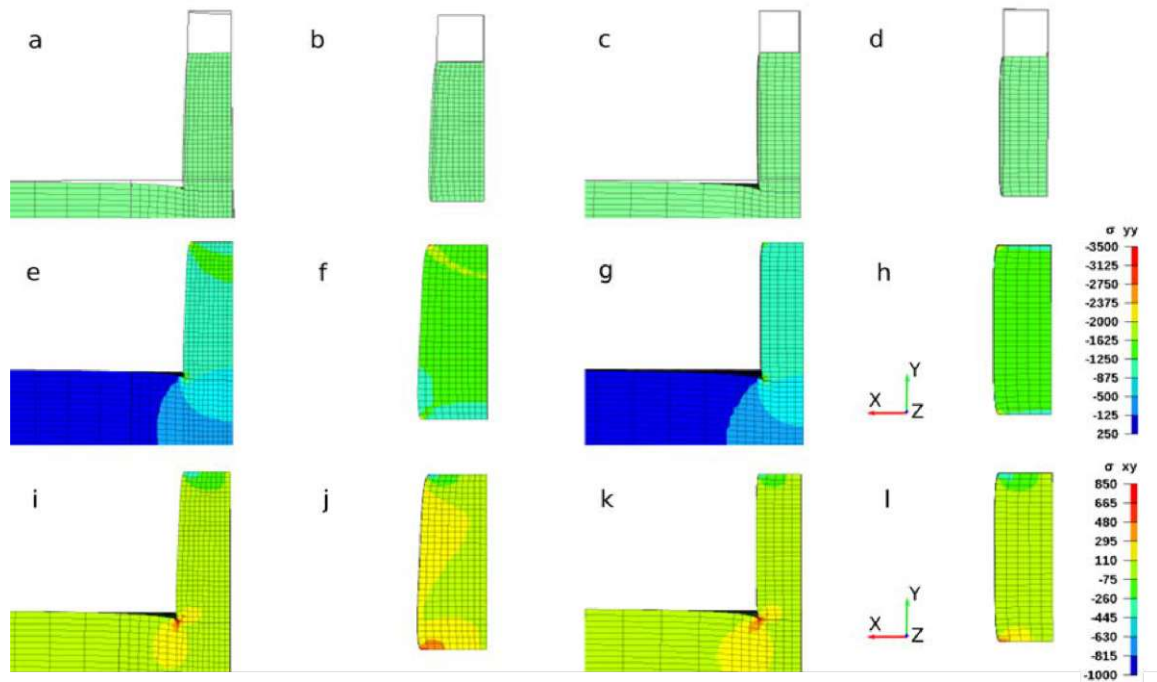 a b c d
e f g h
σ yy
-3500
-3125
-2750
-2375
-2000
-1625
-1250
-875
-500
-125
250
Y
X
Z
i j k l
σ xy
850
665
480
295
110
-75
-260
-445
-630
-815
-1000
Y
X
Z